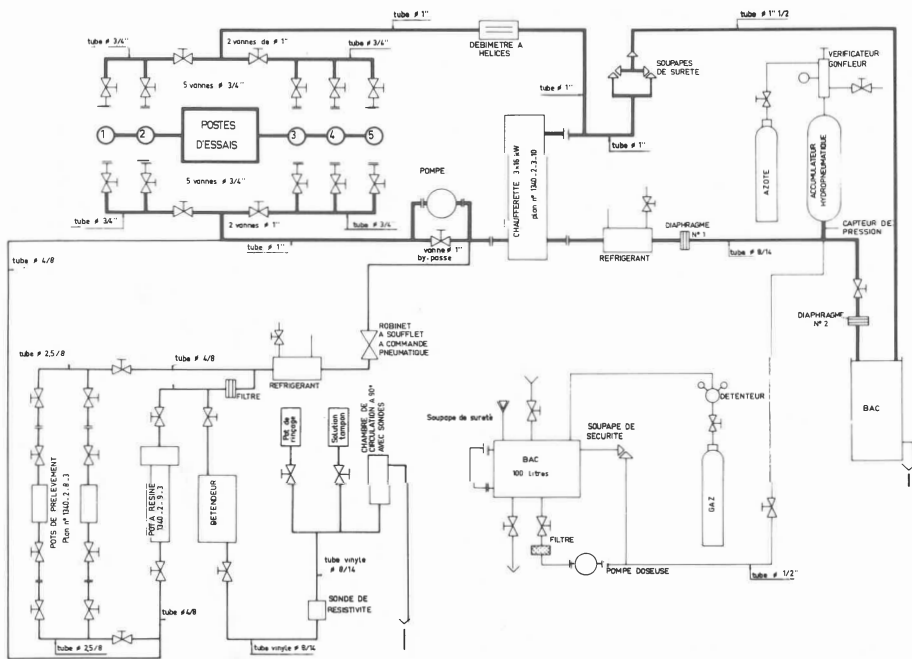 tube ø 1"
tube ø 1" 1/2
tube ø 3/4"
2 vannes de ø 1"
tube ø 3/4"
DEBIMETRE A
HELICES
SOUPAPES
DE SURETE
VERIFICATEUR
GONFLEUR
5 vannes ø 3/4"
tube ø 1"
tube ø 1"
1
2
POSTES
D'ESSAIS
3
4
5
CHAUFFERETTE 3x16 kW
plan n° 1340.2.3.10
AZOTE
ACCUMULATEUR
HYDROPNEUMATIQUE
5 vannes ø 3/4"
POMPE
tube ø 3/4"
2 vannes ø 1"
tube ø 3/4"
CAPTEUR DE
PRESSION
tube ø 1"
vanne ø 1"
by-passe
REFRIGERANT
DIAPHRAGME
N° 1
tube ø 8/14
tube ø 4/8
DIAPHRAGME
N° 2
ROBINET
A SOUFFLET
A COMMANDE
PNEUMATIQUE
tube ø 2,5/8
tube ø 4/8
REFRIGERANT
FILTRE
DETENTEUR
BAC
Pot de
rinçage
Solution
tampon
CHAMBRE DE
CIRCULATION A 90°
AVEC SONDES
Soupape de sureté
SOUPAPE DE
SÉCURITE
BAC
100 Litres
GAZ
POTS DE PRELEVEMENT
Plan n° 1340.2.8.3
POT A RESINE
1340.2.9.3
DETENDEUR
FILTRE
tube vinyle
ø 8/14
POMPE DOSEUSE
tube ø 1/2"
SONDE DE
RESISTIVITE
tube ø 4/8
tube ø 2,5/8
tube vinyle ø 8/14